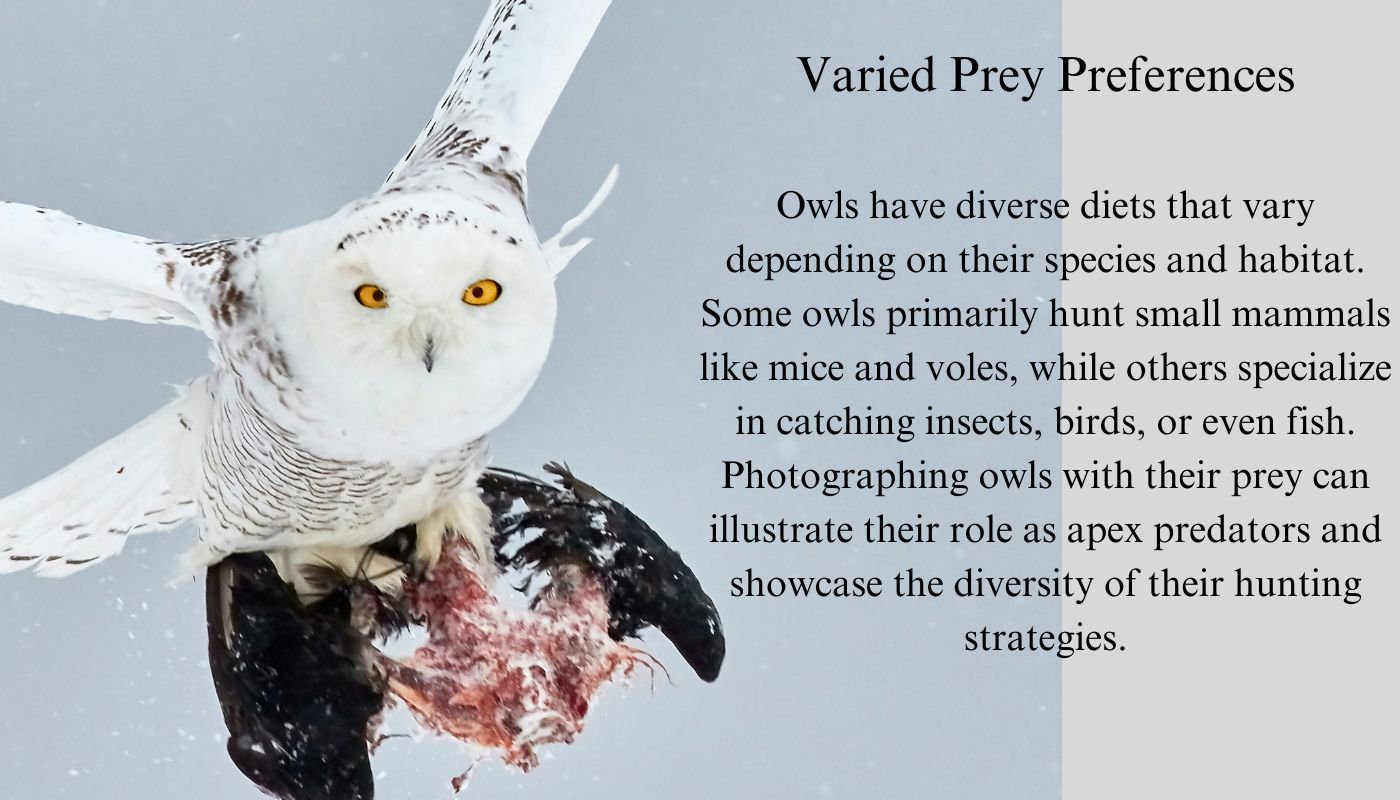 Varied Prey Preferences
Owls have diverse diets that vary
depending on their species and habitat.
Some owls primarily hunt small mammals
like mice and voles, while others specialize
in catching insects, birds, or even fish.
Photographing owls with their prey can
illustrate their role as apex predators and
showcase the diversity of their hunting
strategies.